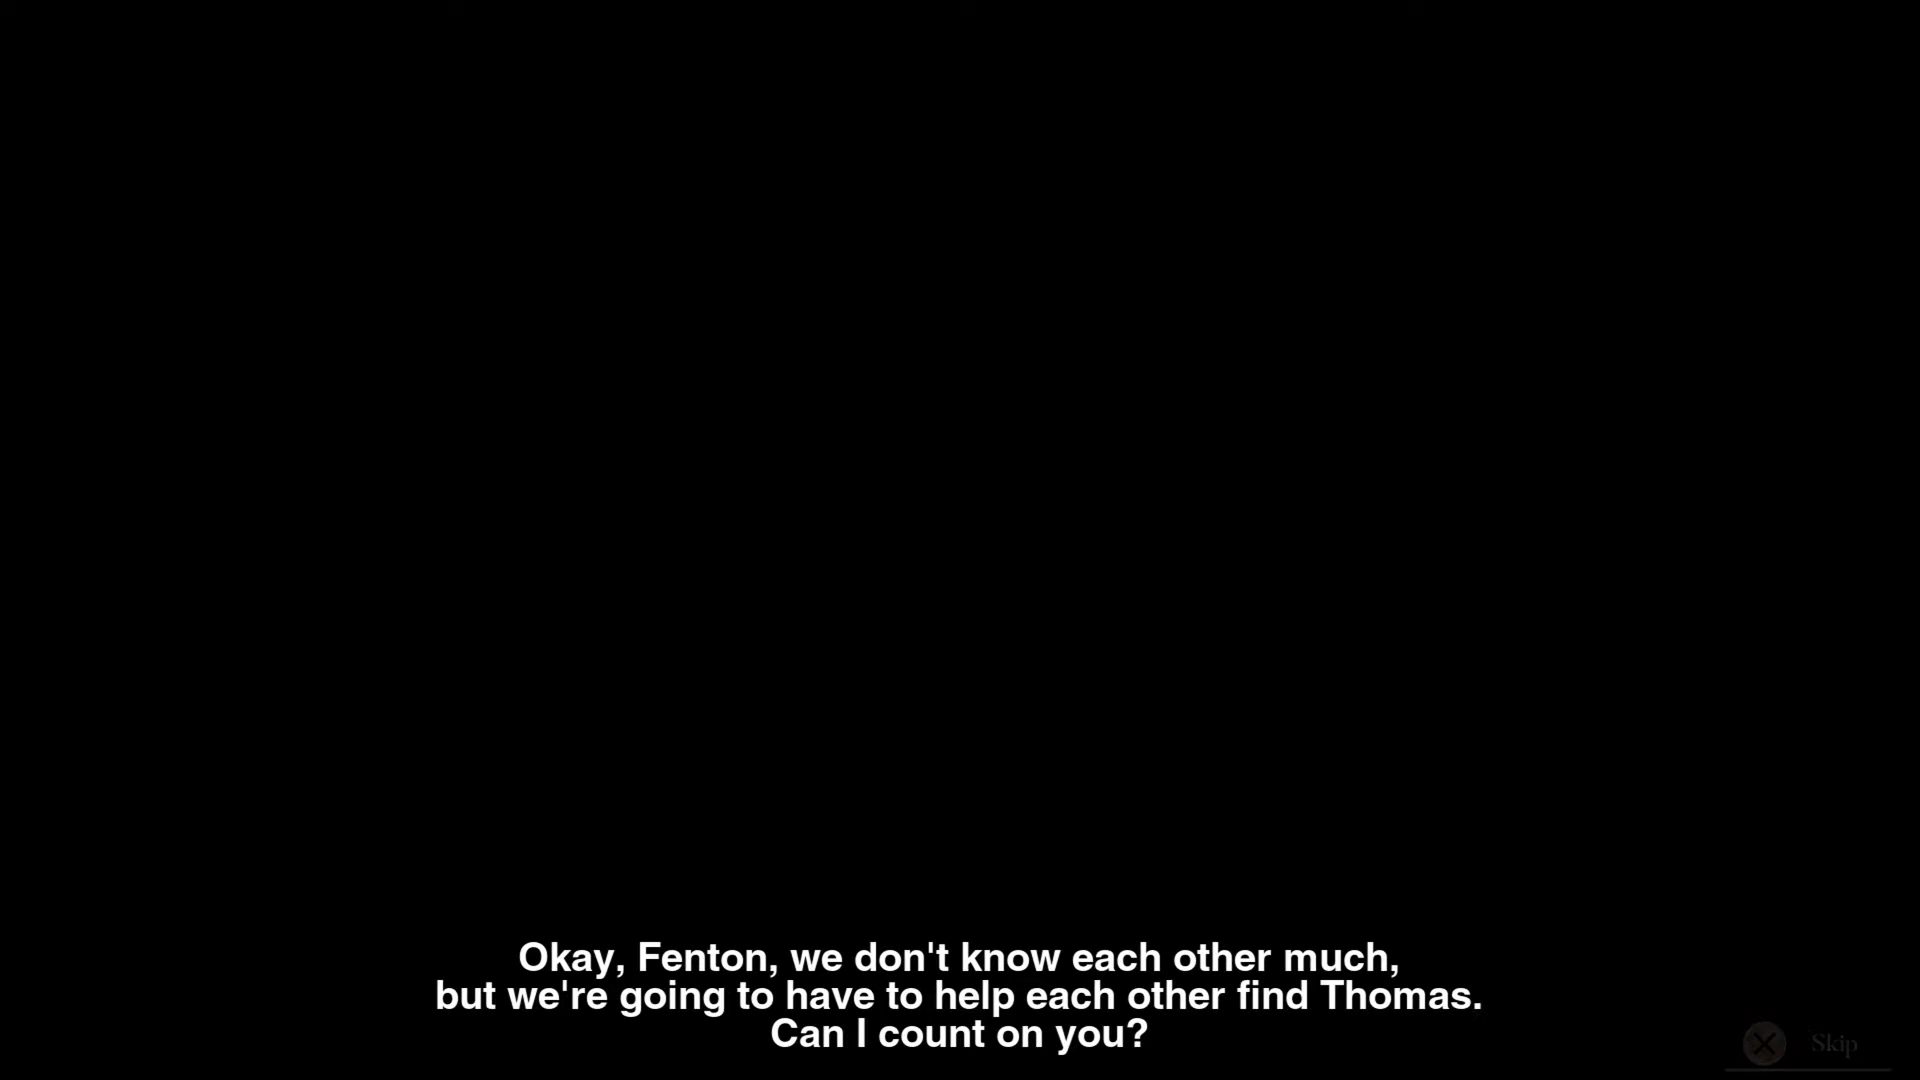 Okay, Fenton, we don't know each other much,
but we're going to have to help each other find Thomas.
Can I count on you?
Skip